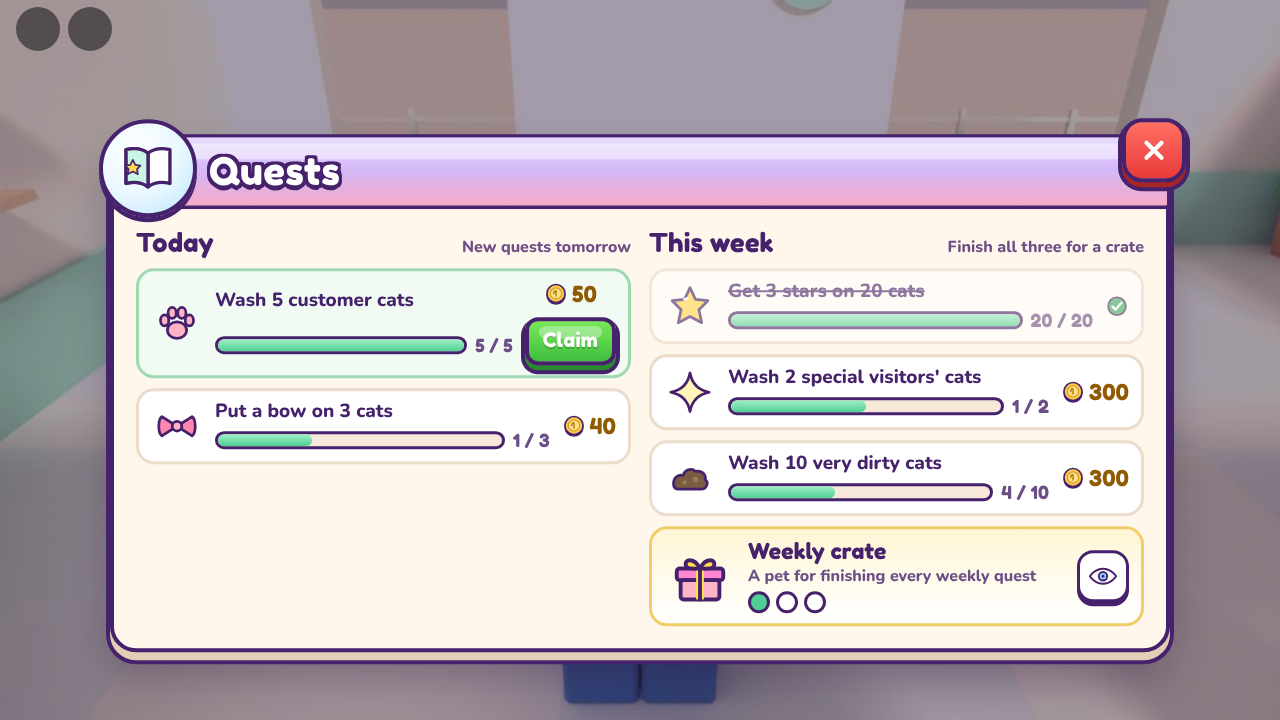 Quests
Today
New quests tomorrow
Wash 5 customer cats
50
5 / 5
Claim
Put a bow on 3 cats
1 / 3
40
This week
Finish all three for a crate
Get 3 stars on 20 cats
20 / 20
Wash 2 special visitors' cats
1 / 2
300
Wash 10 very dirty cats
4 / 10
300
Weekly crate
A pet for finishing every weekly quest